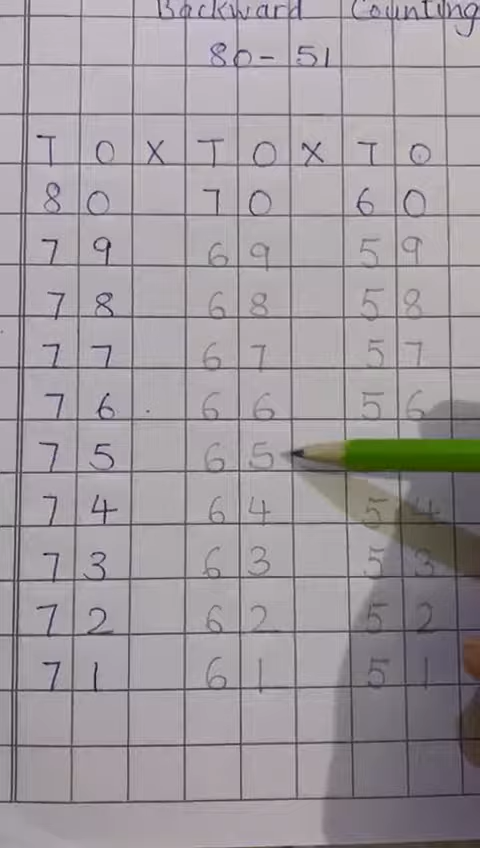 Backward Counting
80 - 51
T O X T O X T O
8 0 7 0 6 0
7 9 6 9 5 9
7 8 6 8 5 8
7 7 6 7 5 7
7 6 6 6 5 6
7 5 6 5
7 4 6 4 5 4
7 3 6 3 5 3
7 2 6 2 5 2
7 1 6 1 5 1